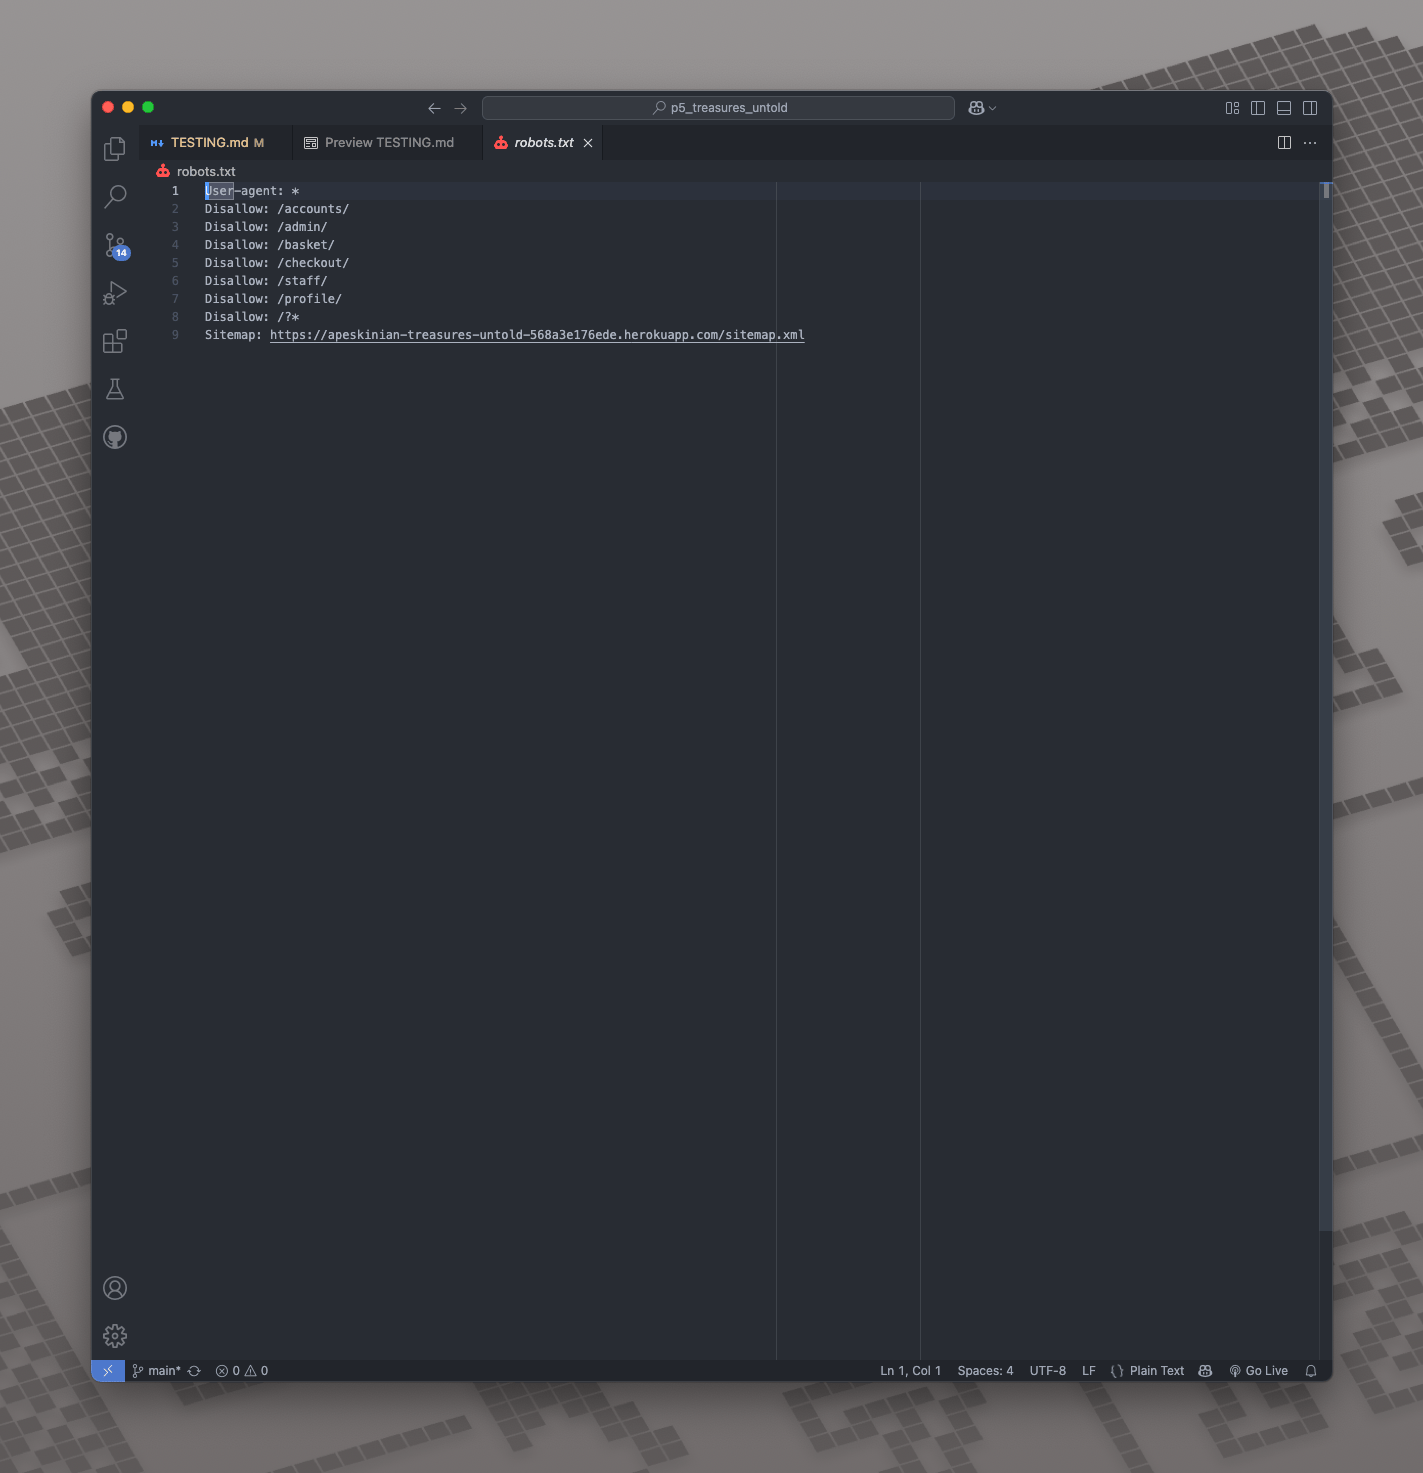 p5_treasures_untold
TESTING.md M
Preview TESTING.md
robots.txt
robots.txt
1 User-agent: *
2 Disallow: /accounts/
3 Disallow: /admin/
4 Disallow: /basket/
5 Disallow: /checkout/
6 Disallow: /staff/
7 Disallow: /profile/
8 Disallow: /?*
9 Sitemap: https://apeskinian-treasures-untold-568a3e176ede.herokuapp.com/sitemap.xml
14
main* 0 0 Ln 1, Col 1 Spaces: 4 UTF-8 LF {} Plain Text Go Live